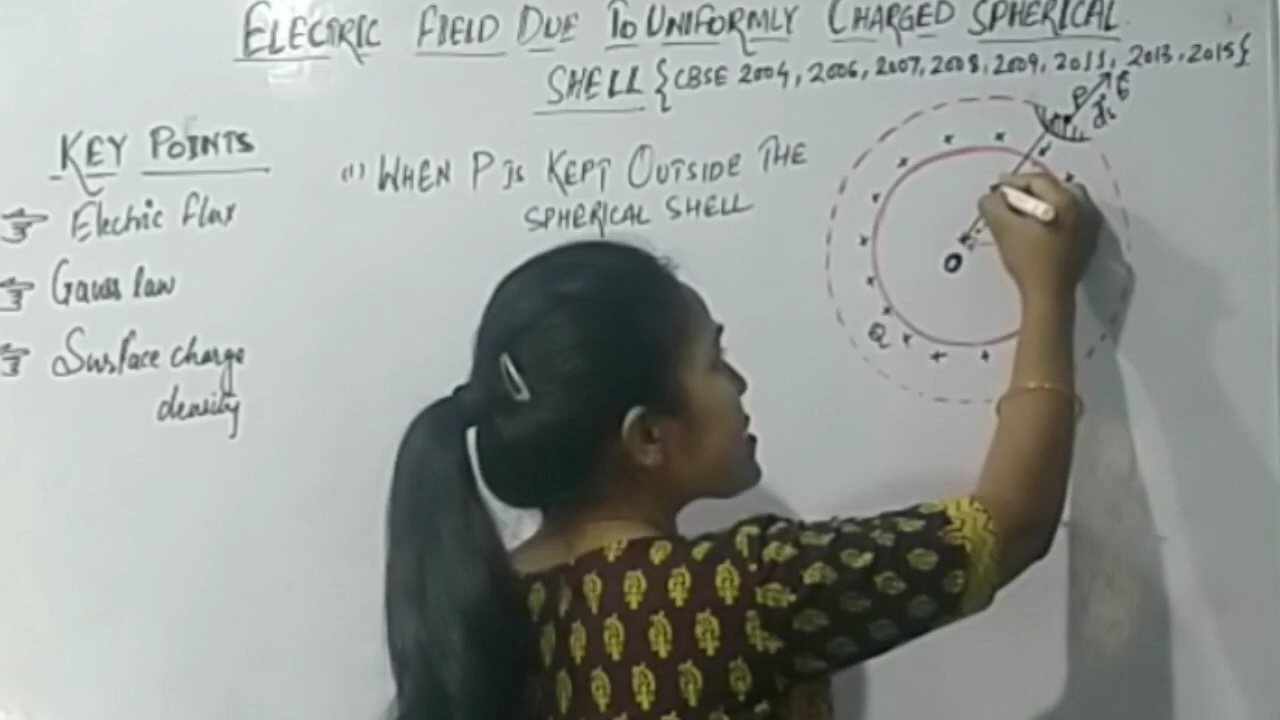 ELECTRIC FIELD DUE TO UNIFORMLY CHARGED SPHERICAL
SHELL {CBSE 2004, 2006, 2007, 2008, 2009, 2011, 2013, 2015}
KEY POINTS
Electric flux
Gauss law
Surface charge
density
(1) WHEN P IS KEPT OUTSIDE THE
SPHERICAL SHELL
P E
ds
O
Q